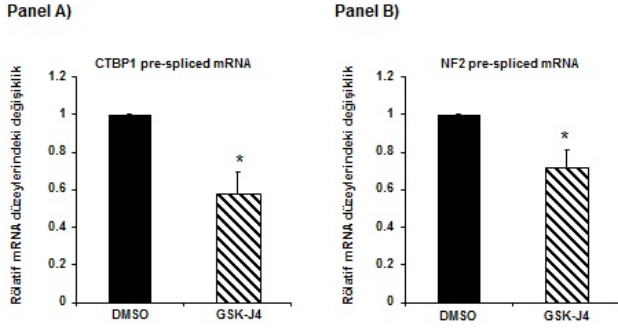 Panel A)
CTBP1 pre-spliced mRNA
Rölatif mRNA düzeylerindeki değişiklik
1.2
1
0.8
0.6
0.4
0.2
0
*
DMSO
GSK-J4
Panel B)
NF2 pre-spliced mRNA
Rölatif mRNA düzeylerindeki değişiklik
1.2
1
0.8
0.6
0.4
0.2
0
*
DMSO
GSK-J4